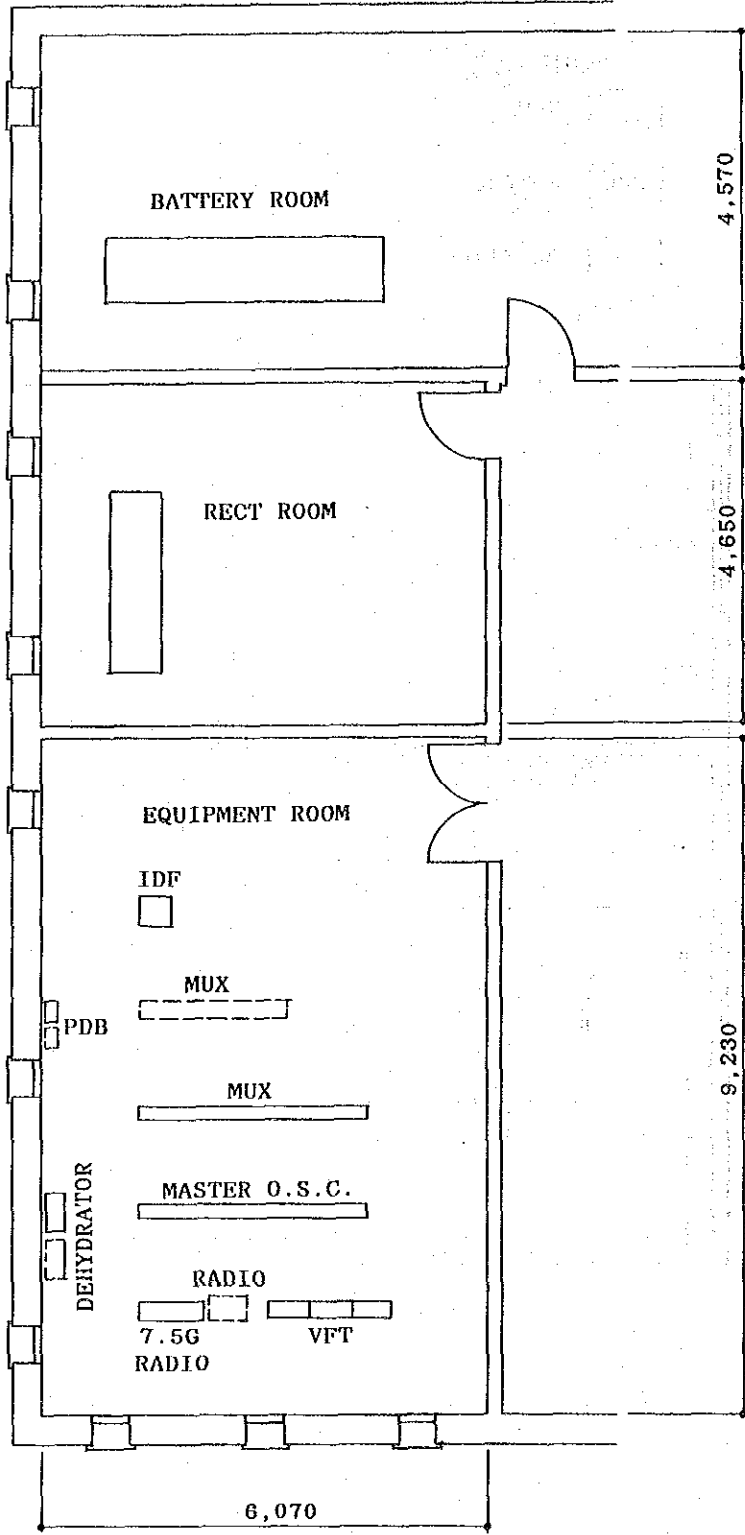 BATTERY ROOM
4,570
RECT ROOM
4,650
EQUIPMENT ROOM
IDF
MUX
PDB
MUX
9,230
MASTER O.S.C.
DEHYDRATOR
RADIO
7.5G
RADIO
VFT
6,070